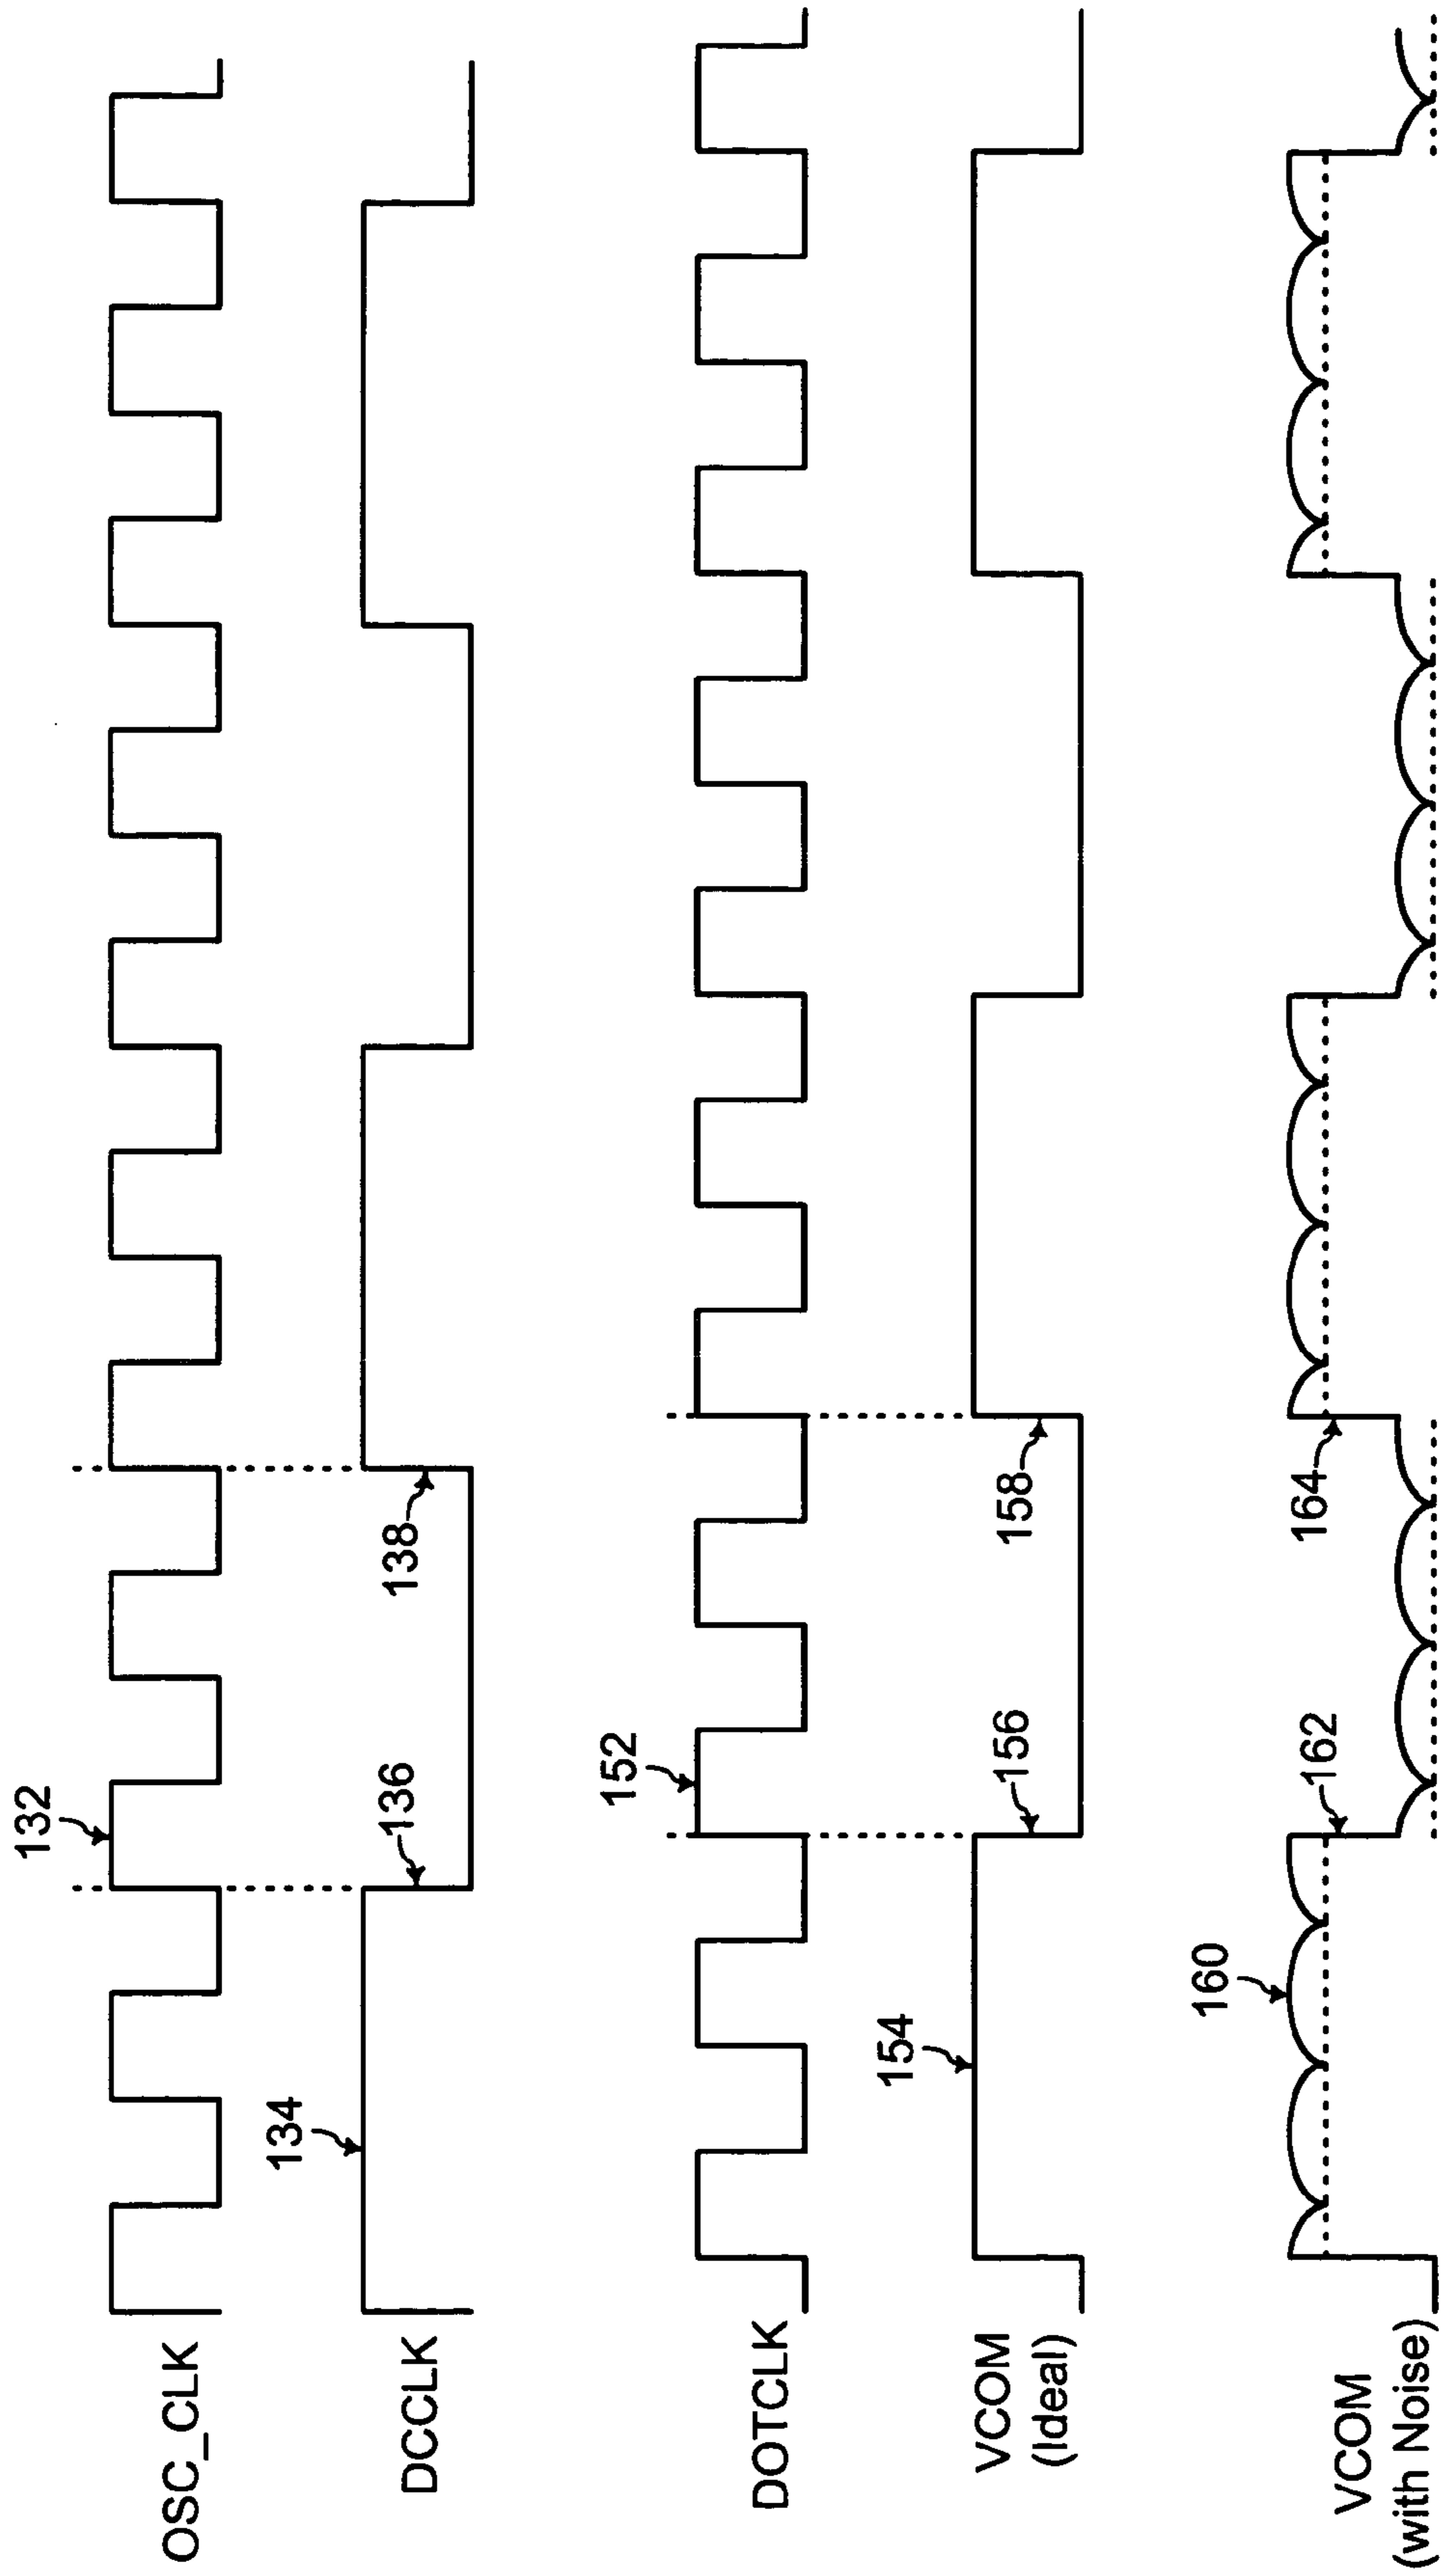 132
OSC_CLK
134
136
138
DCCLK
152
DOTCLK
154
156
158
VCOM
(Ideal)
160
162
164
VCOM
(with Noise)